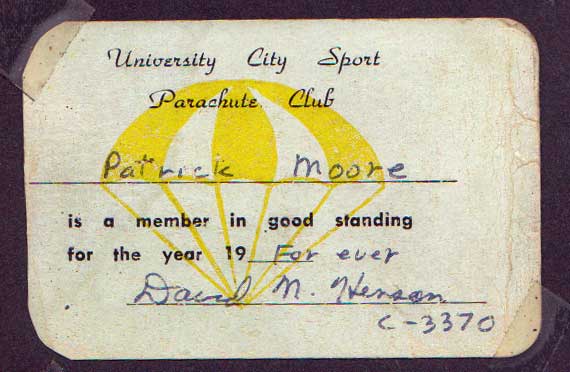 University City Sport
Parachute Club
Patrick Moore
is a member in good standing
for the year 19 For ever
David M. Henson
C-3370